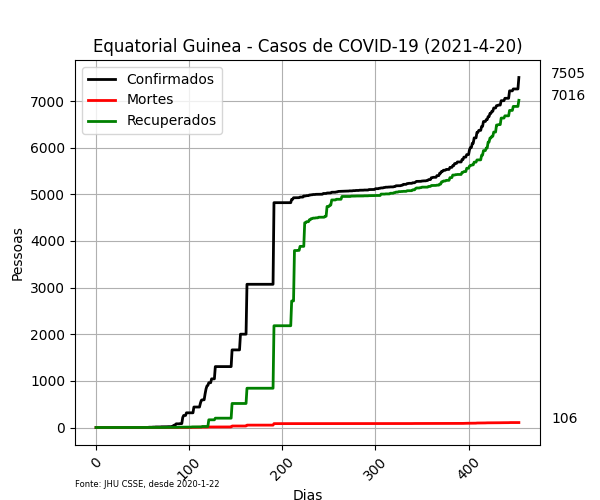 Equatorial Guinea - Casos de COVID-19 (2021-4-20)
Confirmados
Mortes
Recuperados
7505
7016
106
Pessoas
7000
6000
5000
4000
3000
2000
1000
0
0
100
200
300
400
Fonte: JHU CSSE, desde 2020-1-22
Dias